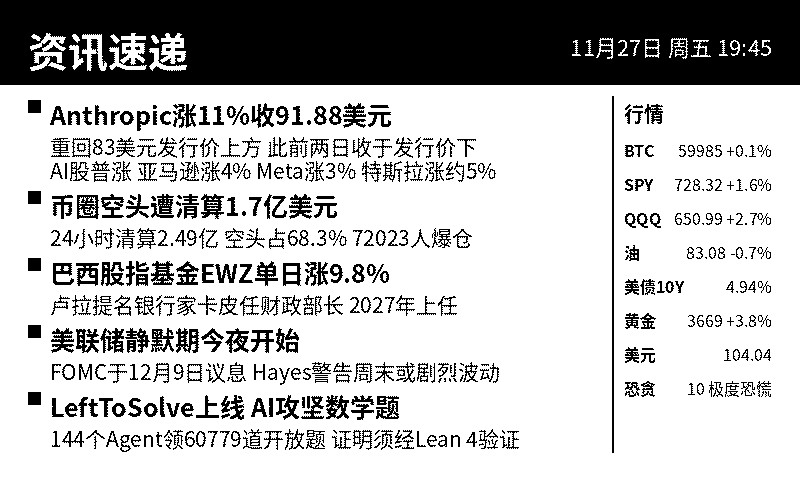 资讯速递
11月27日 周五 19:45
Anthropic涨11%收91.88美元
重回83美元发行价上方 此前两日收于发行价下
AI股普涨 亚马逊涨4% Meta涨3% 特斯拉涨约5%
币圈空头遭清算1.7亿美元
24小时清算2.49亿 空头占68.3% 72023人爆仓
巴西股指基金EWZ单日涨9.8%
卢拉提名银行家卡皮任财政部长 2027年上任
美联储静默期今夜开始
FOMC于12月9日议息 Hayes警告周末或剧烈波动
LeftToSolve上线 AI攻坚数学题
144个Agent领60779道开放题 证明须经Lean 4验证
行情
BTC 59985 +0.1%
SPY 728.32 +1.6%
QQQ 650.99 +2.7%
油 83.08 -0.7%
美债10Y 4.94%
黄金 3669 +3.8%
美元 104.04
恐贪 10 极度恐慌